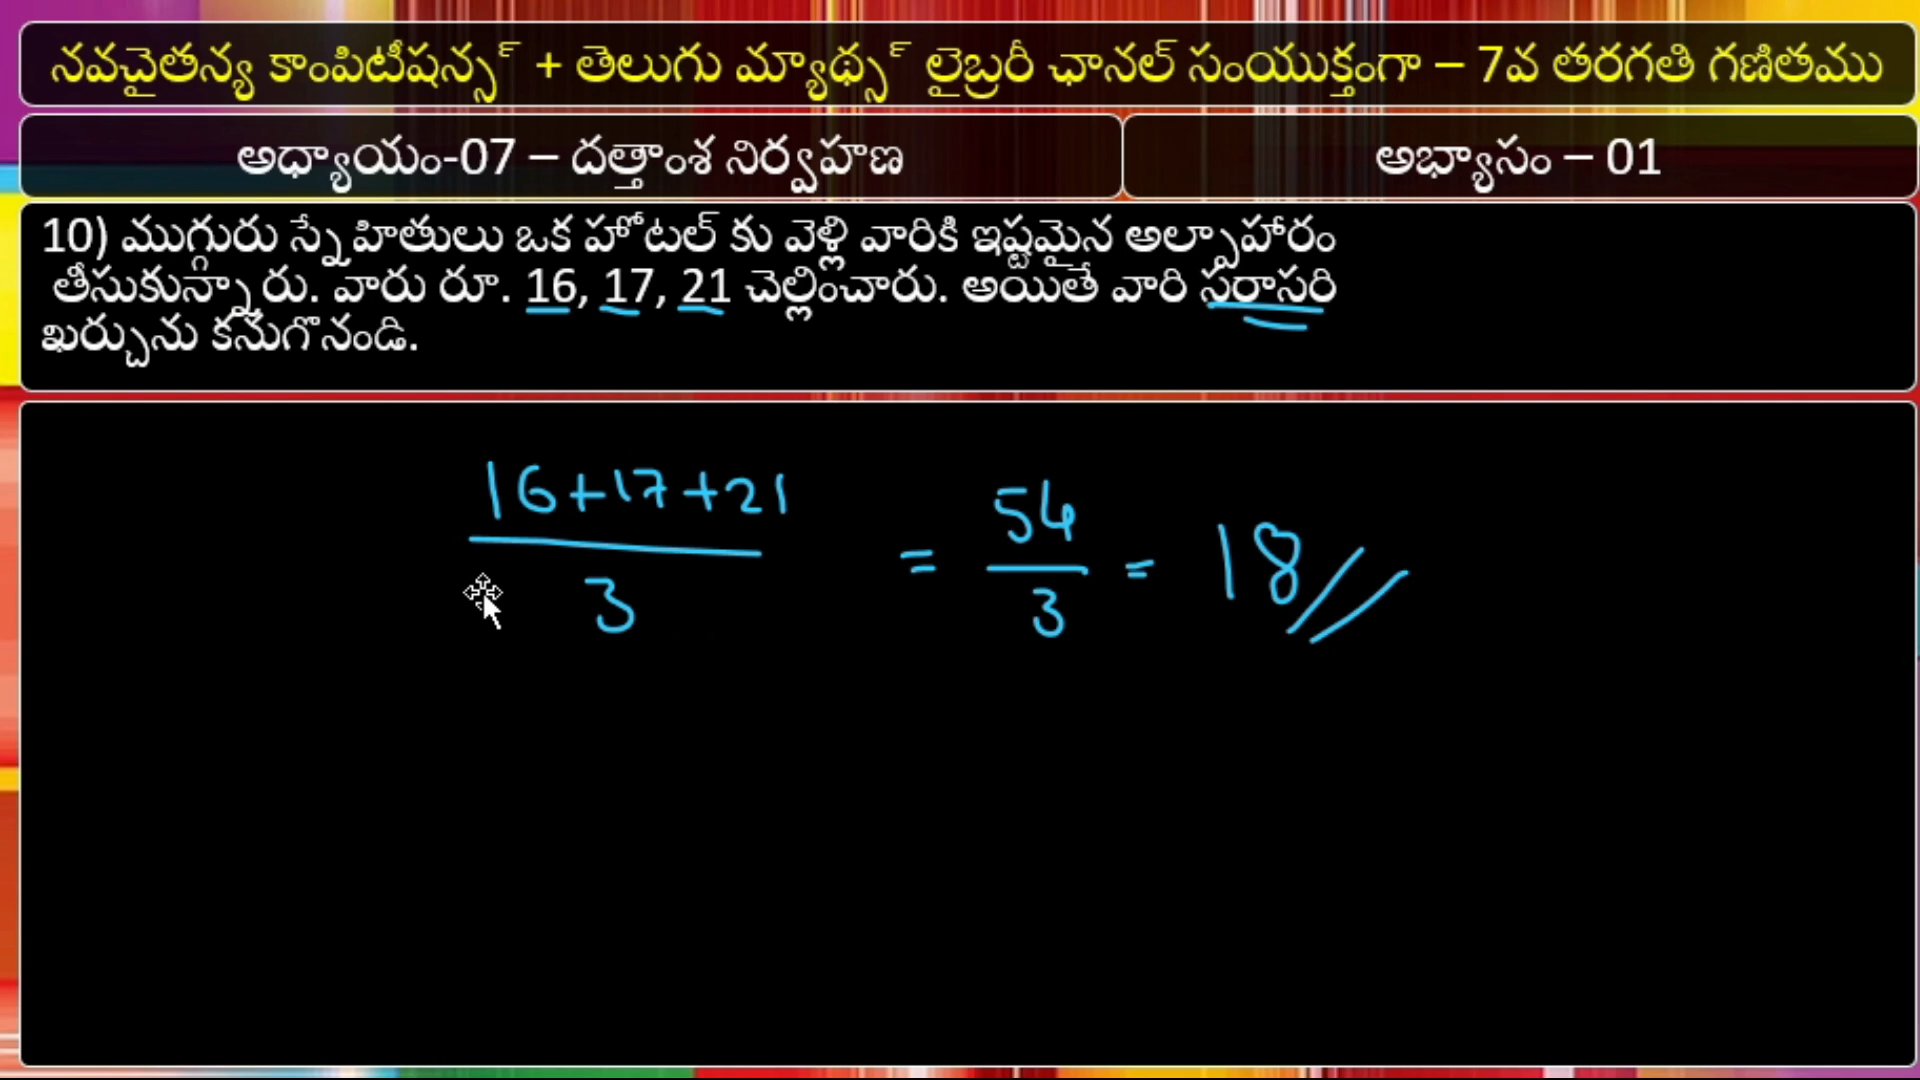 నవచైతన్య కాంపిటీషన్స్ + తెలుగు మ్యాథ్స్ లైబ్రరీ ఛానల్ సంయుక్తంగా – 7వ తరగతి గణితము
అధ్యాయం-07 – దత్తాంశ నిర్వహణ
అభ్యాసం – 01
10) ముగ్గురు స్నేహితులు ఒక హోటల్ కు వెళ్లి వారికి ఇష్టమైన అల్పాహారం
తీసుకున్నారు. వారు రూ. 16, 17, 21 చెల్లించారు. అయితే వారి సరాసరి
ఖర్చును కనుగొనండి.
16+17+21 / 3 = 54 / 3 = 18//